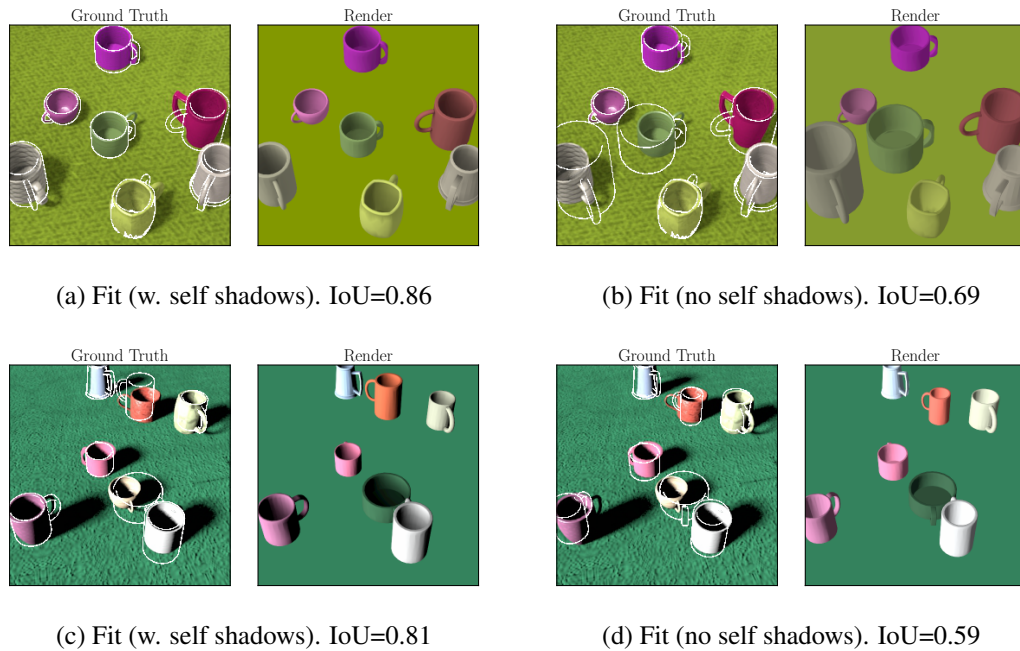 Ground Truth Render Ground Truth Render
(a) Fit (w. self shadows). IoU=0.86 (b) Fit (no self shadows). IoU=0.69
Ground Truth Render Ground Truth Render
(c) Fit (w. self shadows). IoU=0.81 (d) Fit (no self shadows). IoU=0.59